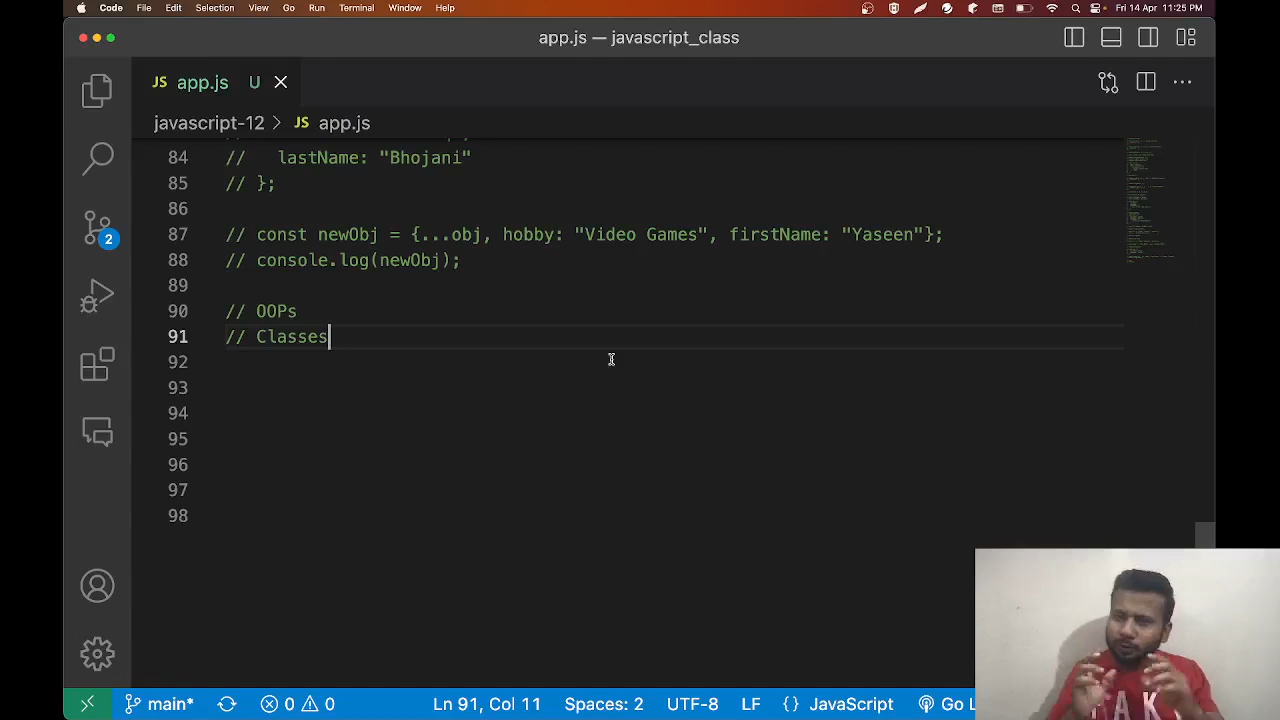 Code File Edit Selection View Go Run Terminal Window Help Fri 14 Apr 11:25 PM
app.js — javascript_class
JS app.js U
javascript-12 > JS app.js
84 //   lastName: "Bhojani"
85 // };
86
87 // const newObj = {...obj, hobby: "Video Games", firstName: "Yaseen"};
88 // console.log(newObj);
89
90 // OOPs
91 // Classes
92
93
94
95
96
97
98
2
main* 0 0 Ln 91, Col 11 Spaces: 2 UTF-8 LF {} JavaScript Go L